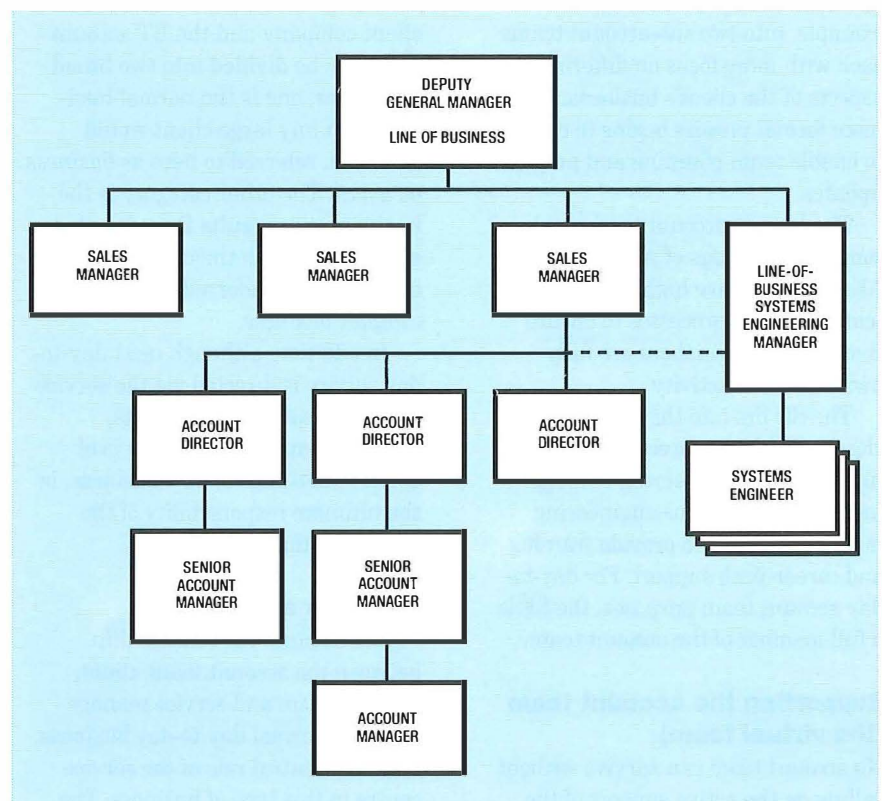 DEPUTY
GENERAL MANAGER
LINE OF BUSINESS
SALES
MANAGER
SALES
MANAGER
SALES
MANAGER
LINE-OF-
BUSINESS
SYSTEMS
ENGINEERING
MANAGER
ACCOUNT
DIRECTOR
ACCOUNT
DIRECTOR
ACCOUNT
DIRECTOR
SYSTEMS
ENGINEER
SENIOR
ACCOUNT
MANAGER
SENIOR
ACCOUNT
MANAGER
ACCOUNT
MANAGER